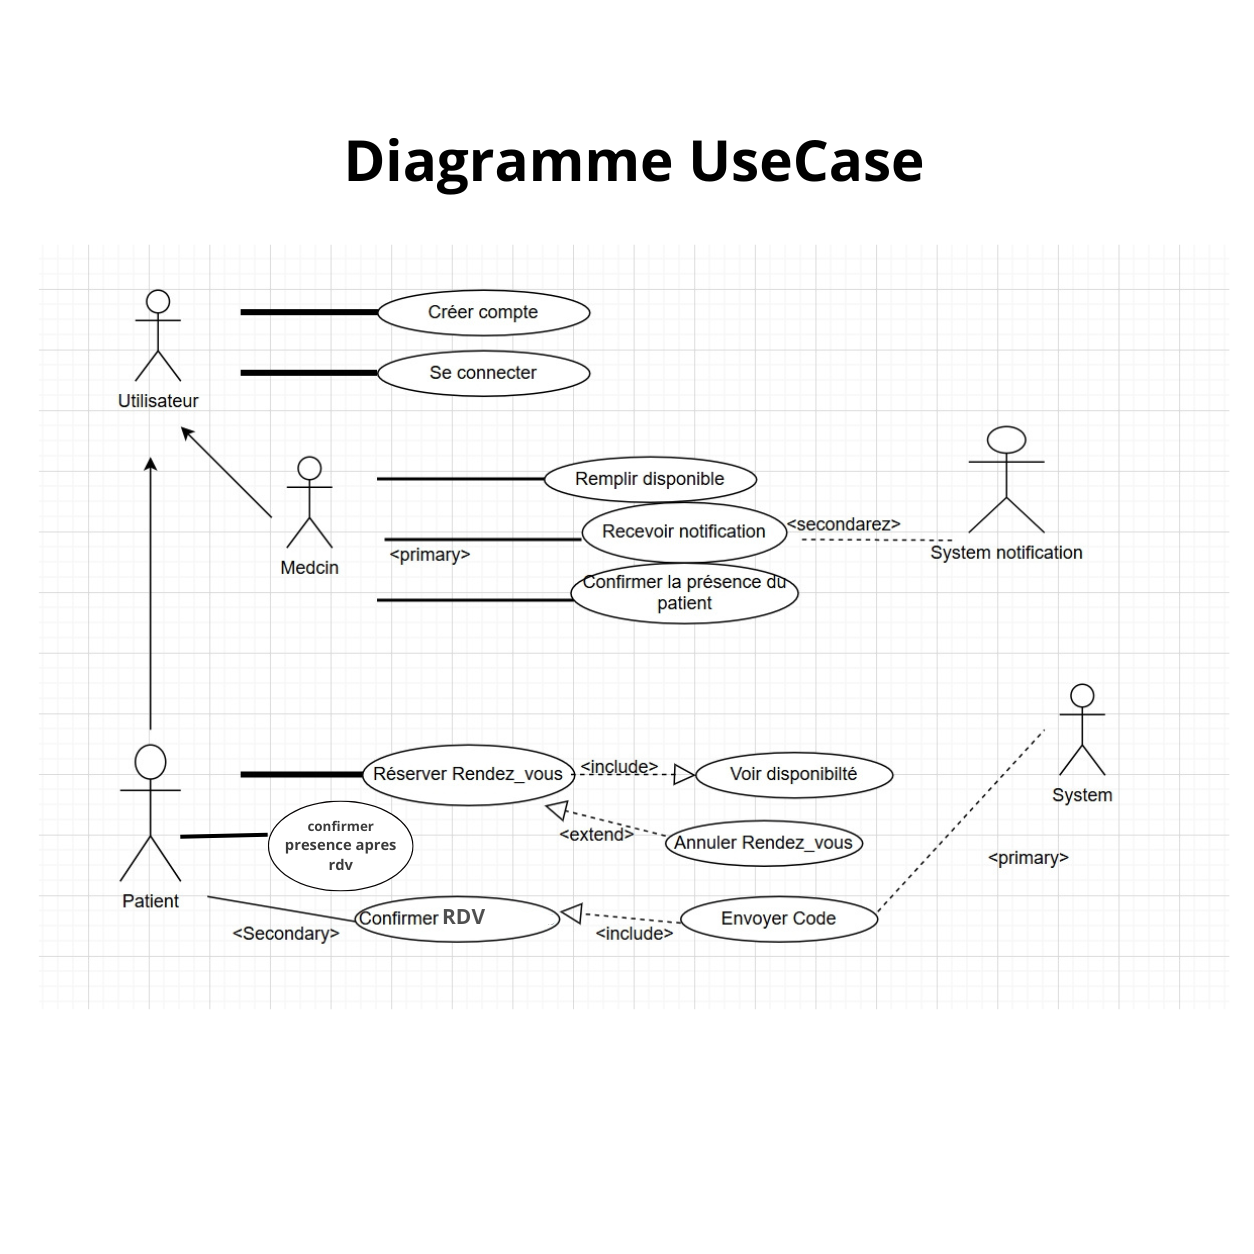 Diagramme UseCase
Créer compte
Se connecter
Utilisateur
Remplir disponible
Recevoir notification
<secondarez>
System notification
<primary>
Medcin
Confirmer la présence du
patient
Réserver Rendez_vous
<include>
Voir disponibilté
System
confirmer
presence apres
rdv
<extend>
Annuler Rendez_vous
<primary>
Patient
<Secondary>
Confirmer RDV
<include>
Envoyer Code